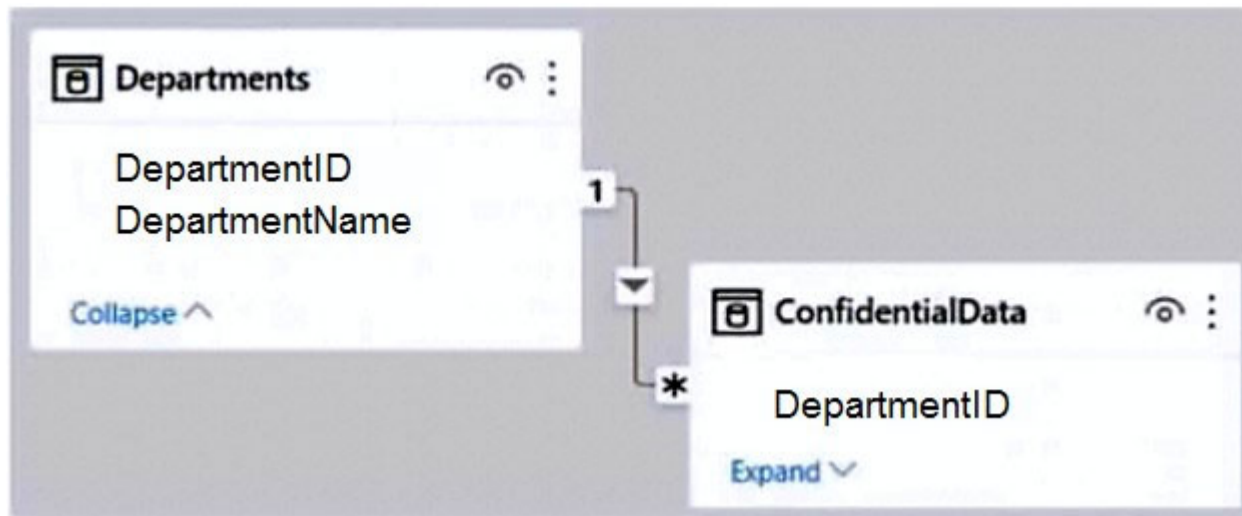 Departments
DepartmentID
DepartmentName
Collapse
1
*
ConfidentialData
DepartmentID
Expand